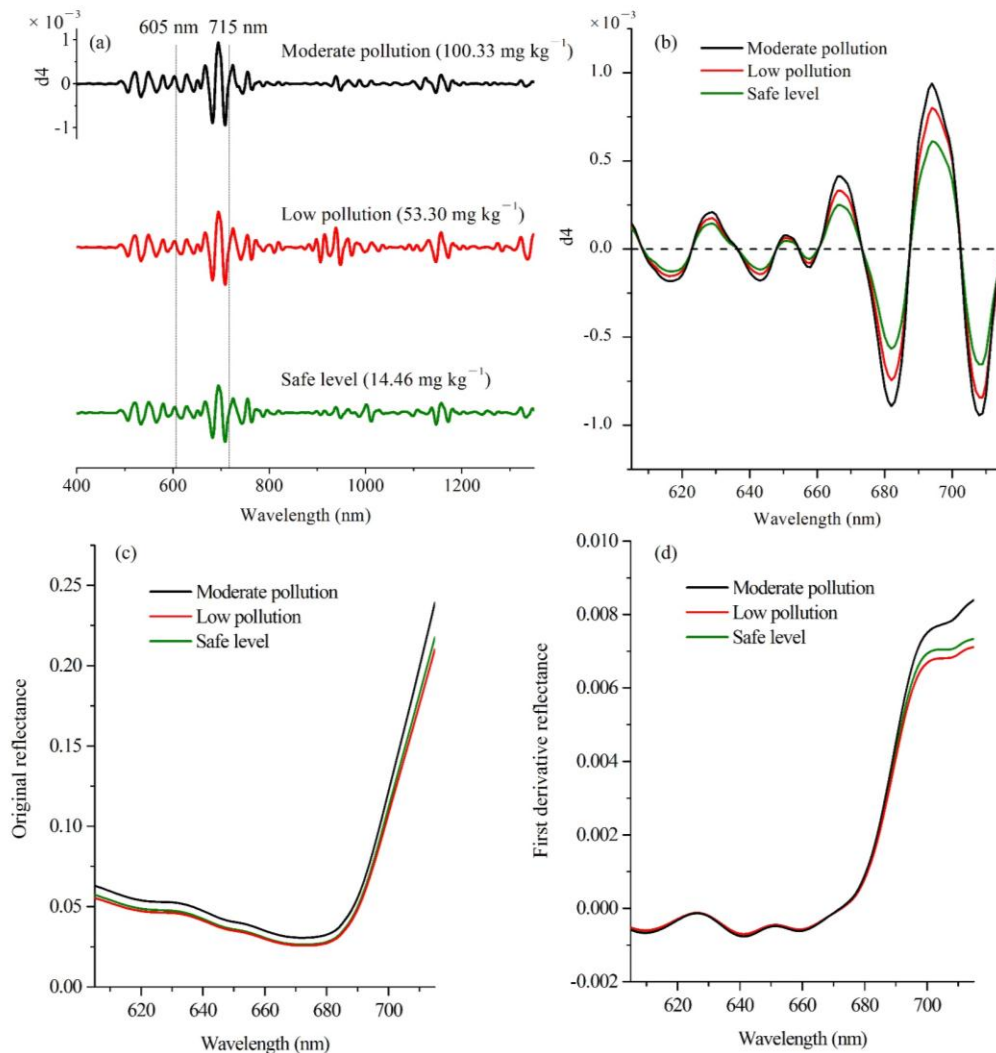 × 10⁻³
605 nm
715 nm
(a)
1
0
-1
d4
Moderate pollution (100.33 mg kg⁻¹)
Low pollution (53.30 mg kg⁻¹)
Safe level (14.46 mg kg⁻¹)
400
600
800
1000
1200
Wavelength (nm)
× 10⁻³
(b)
Moderate pollution
Low pollution
Safe level
1.0
0.5
0.0
-0.5
-1.0
d4
620
640
660
680
700
Wavelength (nm)
(c)
Moderate pollution
Low pollution
Safe level
0.25
0.20
0.15
0.10
0.05
0.00
Original reflectance
620
640
660
680
700
Wavelength (nm)
(d)
Moderate pollution
Low pollution
Safe level
0.010
0.008
0.006
0.004
0.002
0.000
-0.002
First derivative reflectance
620
640
660
680
700
Wavelength (nm)